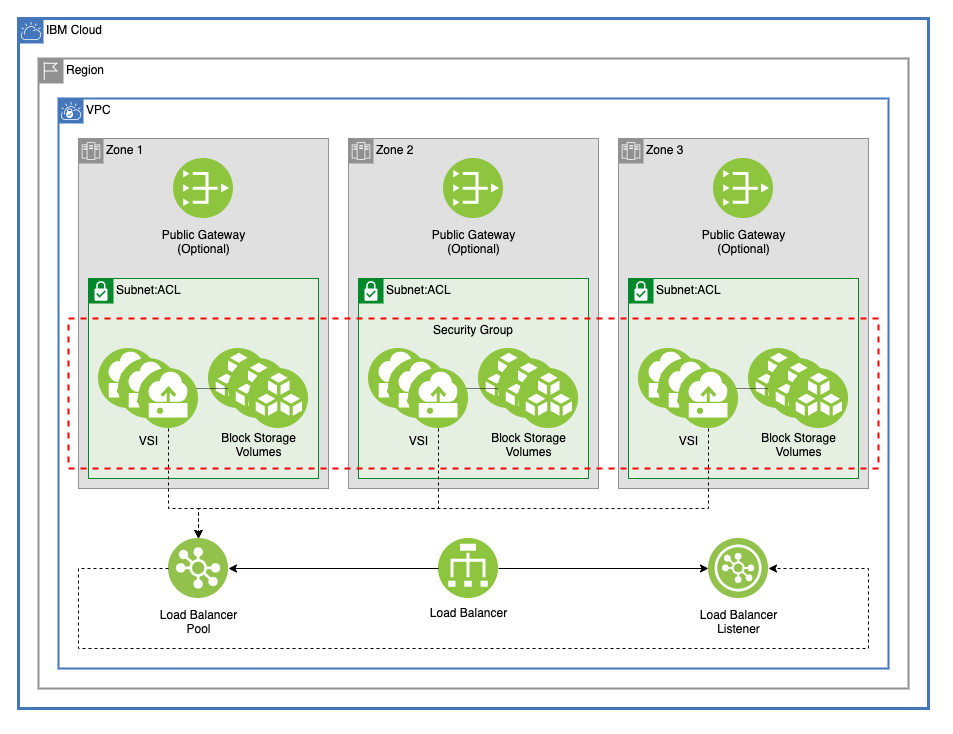 IBM Cloud
Region
VPC
Zone 1
Zone 2
Zone 3
Public Gateway
(Optional)
Public Gateway
(Optional)
Public Gateway
(Optional)
Subnet:ACL
Subnet:ACL
Subnet:ACL
Security Group
VSI
Block Storage
Volumes
VSI
Block Storage
Volumes
VSI
Block Storage
Volumes
Load Balancer
Pool
Load Balancer
Load Balancer
Listener